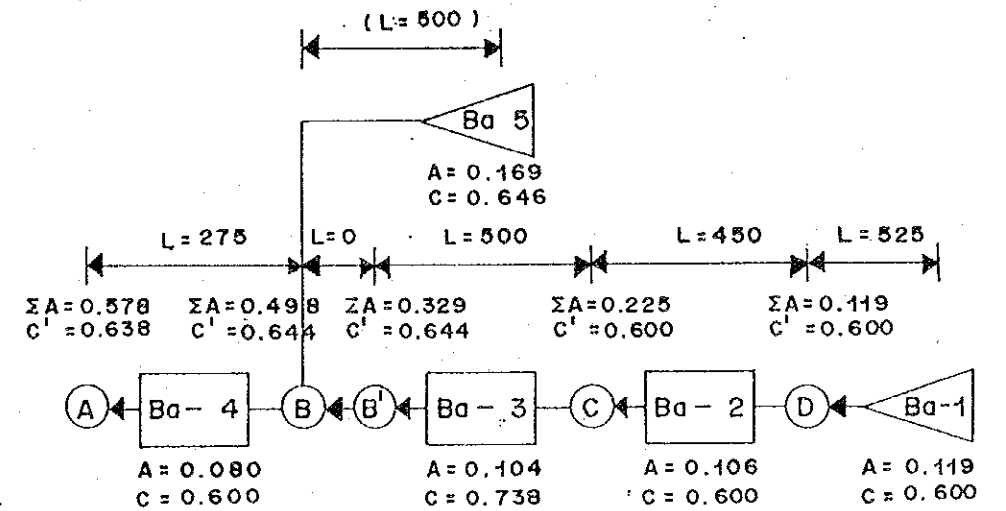 (L=500)
Ba 5
A=0.169
C=0.646
L=275 L=0 L=500 L=450 L=525
ΣA=0.578 ΣA=0.498 ΣA=0.329 ΣA=0.225 ΣA=0.119
C'=0.638 C'=0.644 C'=0.644 C'=0.600 C'=0.600
A Ba-4 B B' Ba-3 C Ba-2 D Ba-1
A=0.080 A=0.104 A=0.106 A=0.119
C=0.600 C=0.738 C=0.600 C=0.600